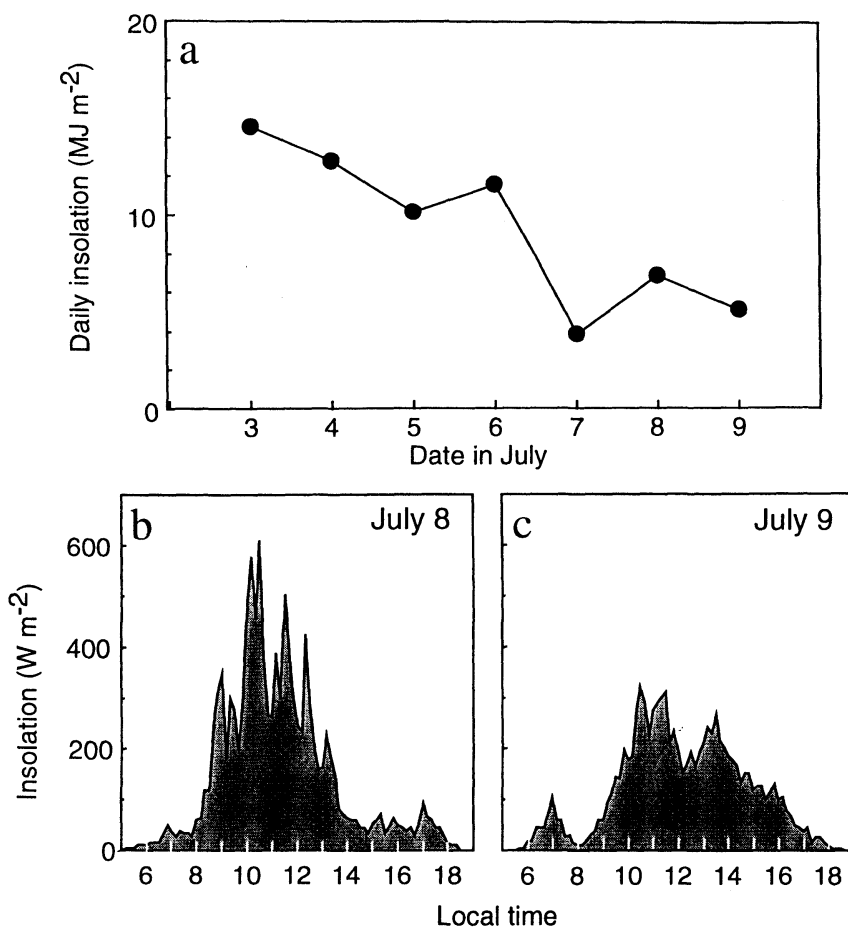 a
20
10
0
Daily insolation (MJ m-2)
3 4 5 6 7 8 9
Date in July
b
July 8
c
July 9
600
400
200
0
Insolation (W m-2)
6 8 10 12 14 16 18
6 8 10 12 14 16 18
Local time